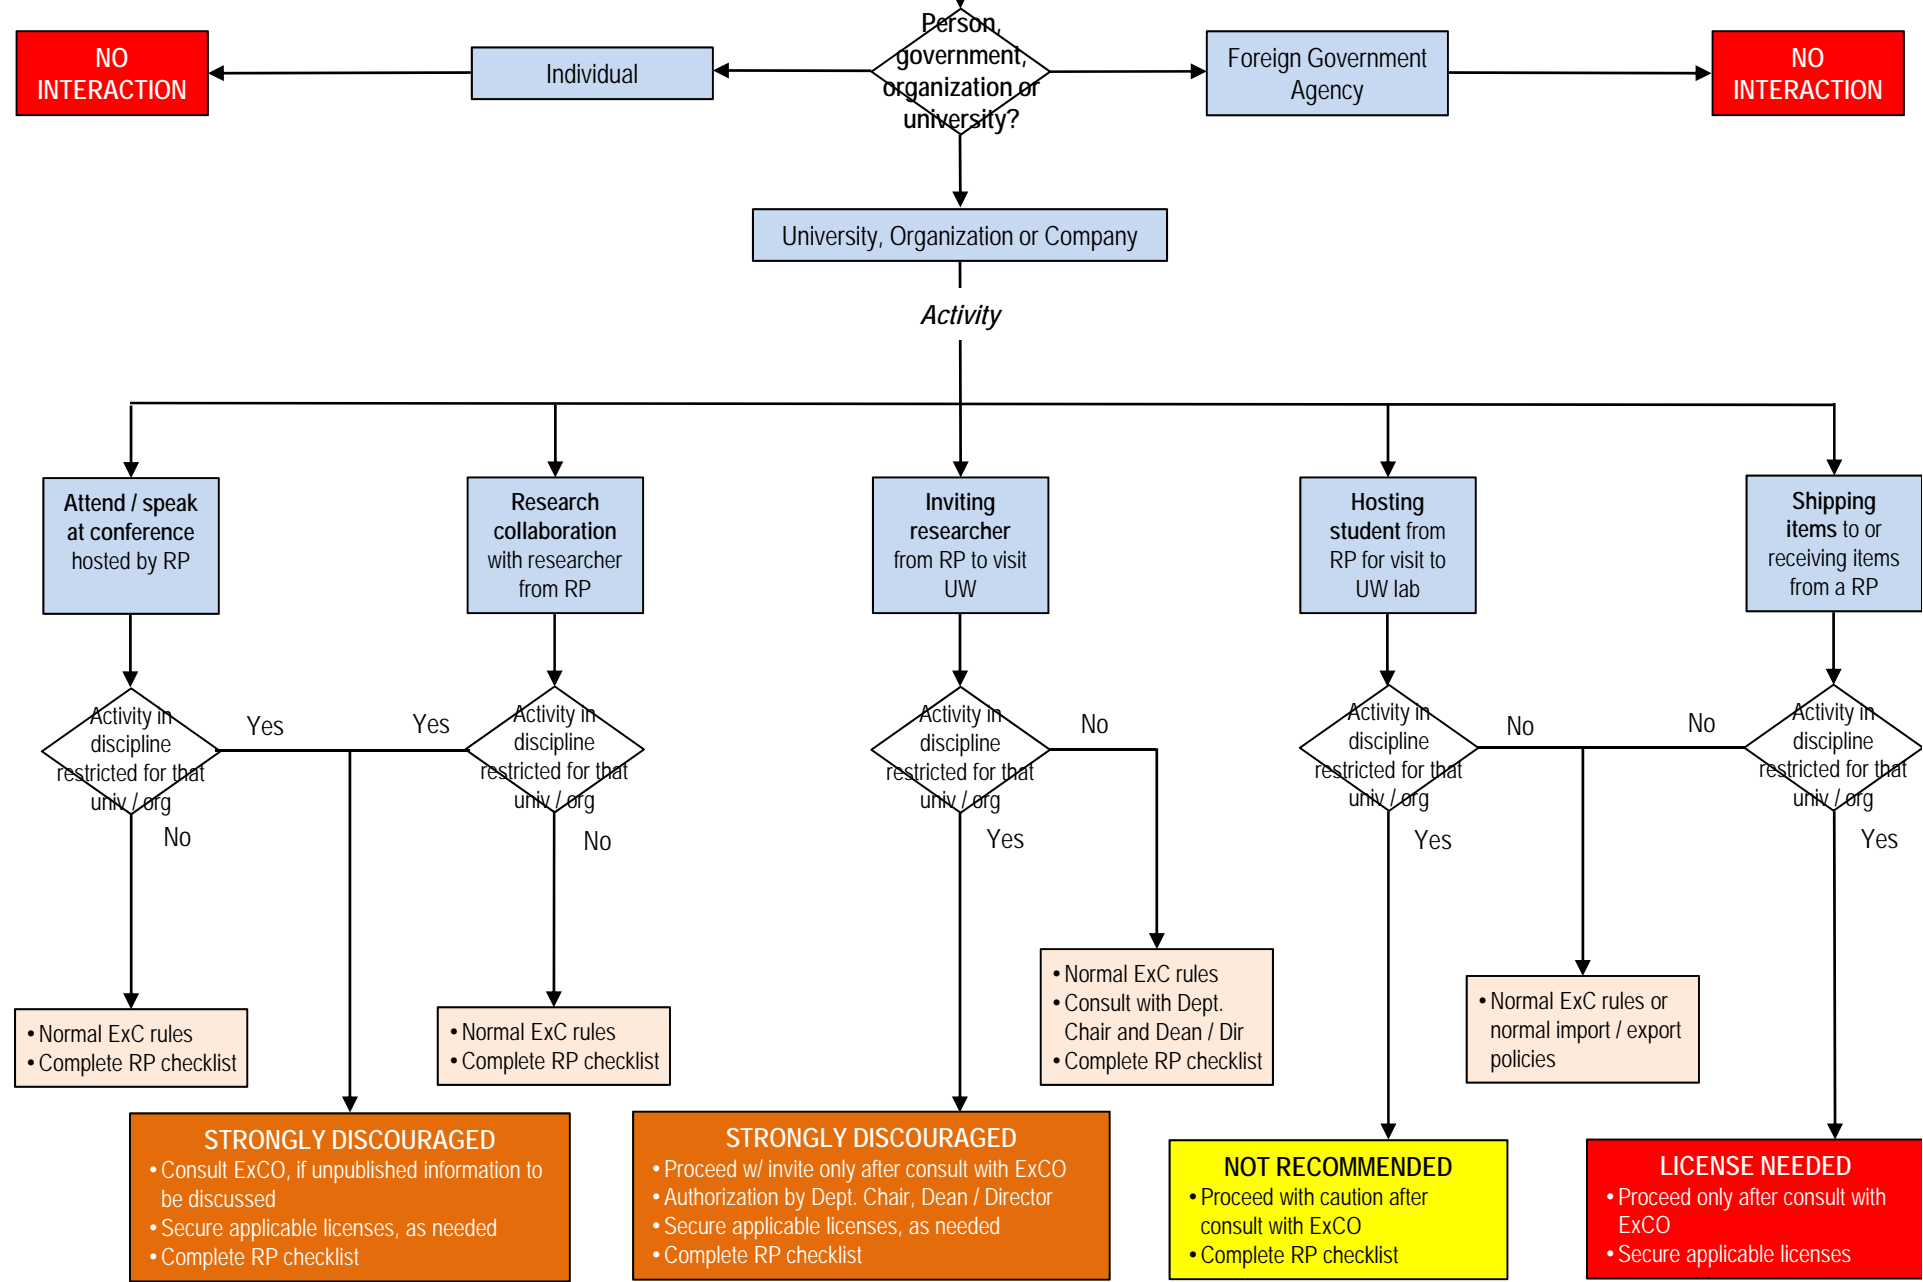 NO
INTERACTION
Individual
Person,
government,
organization or
university?
Foreign Government
Agency
NO
INTERACTION
University, Organization or Company
Activity
Attend / speak
at conference
hosted by RP
Research
collaboration
with researcher
from RP
Inviting
researcher
from RP to visit
UW
Hosting
student from
RP for visit to
UW lab
Shipping
items to or
receiving items
from a RP
Activity in
discipline
restricted for that
univ / org
Yes
No
Yes
Activity in
discipline
restricted for that
univ / org
No
Activity in
discipline
restricted for that
univ / org
No
Yes
Activity in
discipline
restricted for that
univ / org
No
Yes
No
Activity in
discipline
restricted for that
univ / org
Yes
• Normal ExC rules
• Complete RP checklist
• Normal ExC rules
• Complete RP checklist
• Normal ExC rules
• Consult with Dept.
Chair and Dean / Dir
• Complete RP checklist
• Normal ExC rules or
normal import / export
policies
STRONGLY DISCOURAGED
• Consult ExCO, if unpublished information to
be discussed
• Secure applicable licenses, as needed
• Complete RP checklist
STRONGLY DISCOURAGED
• Proceed w/ invite only after consult with ExCO
• Authorization by Dept. Chair, Dean / Director
• Secure applicable licenses, as needed
• Complete RP checklist
NOT RECOMMENDED
• Proceed with caution after
consult with ExCO
• Complete RP checklist
LICENSE NEEDED
• Proceed only after consult with
ExCO
• Secure applicable licenses